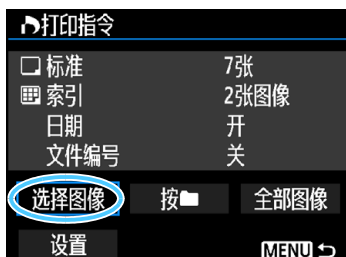 打印指令
标准 7张
索引 2张图像
日期 开
文件编号 关
选择图像 按 全部图像
设置 MENU